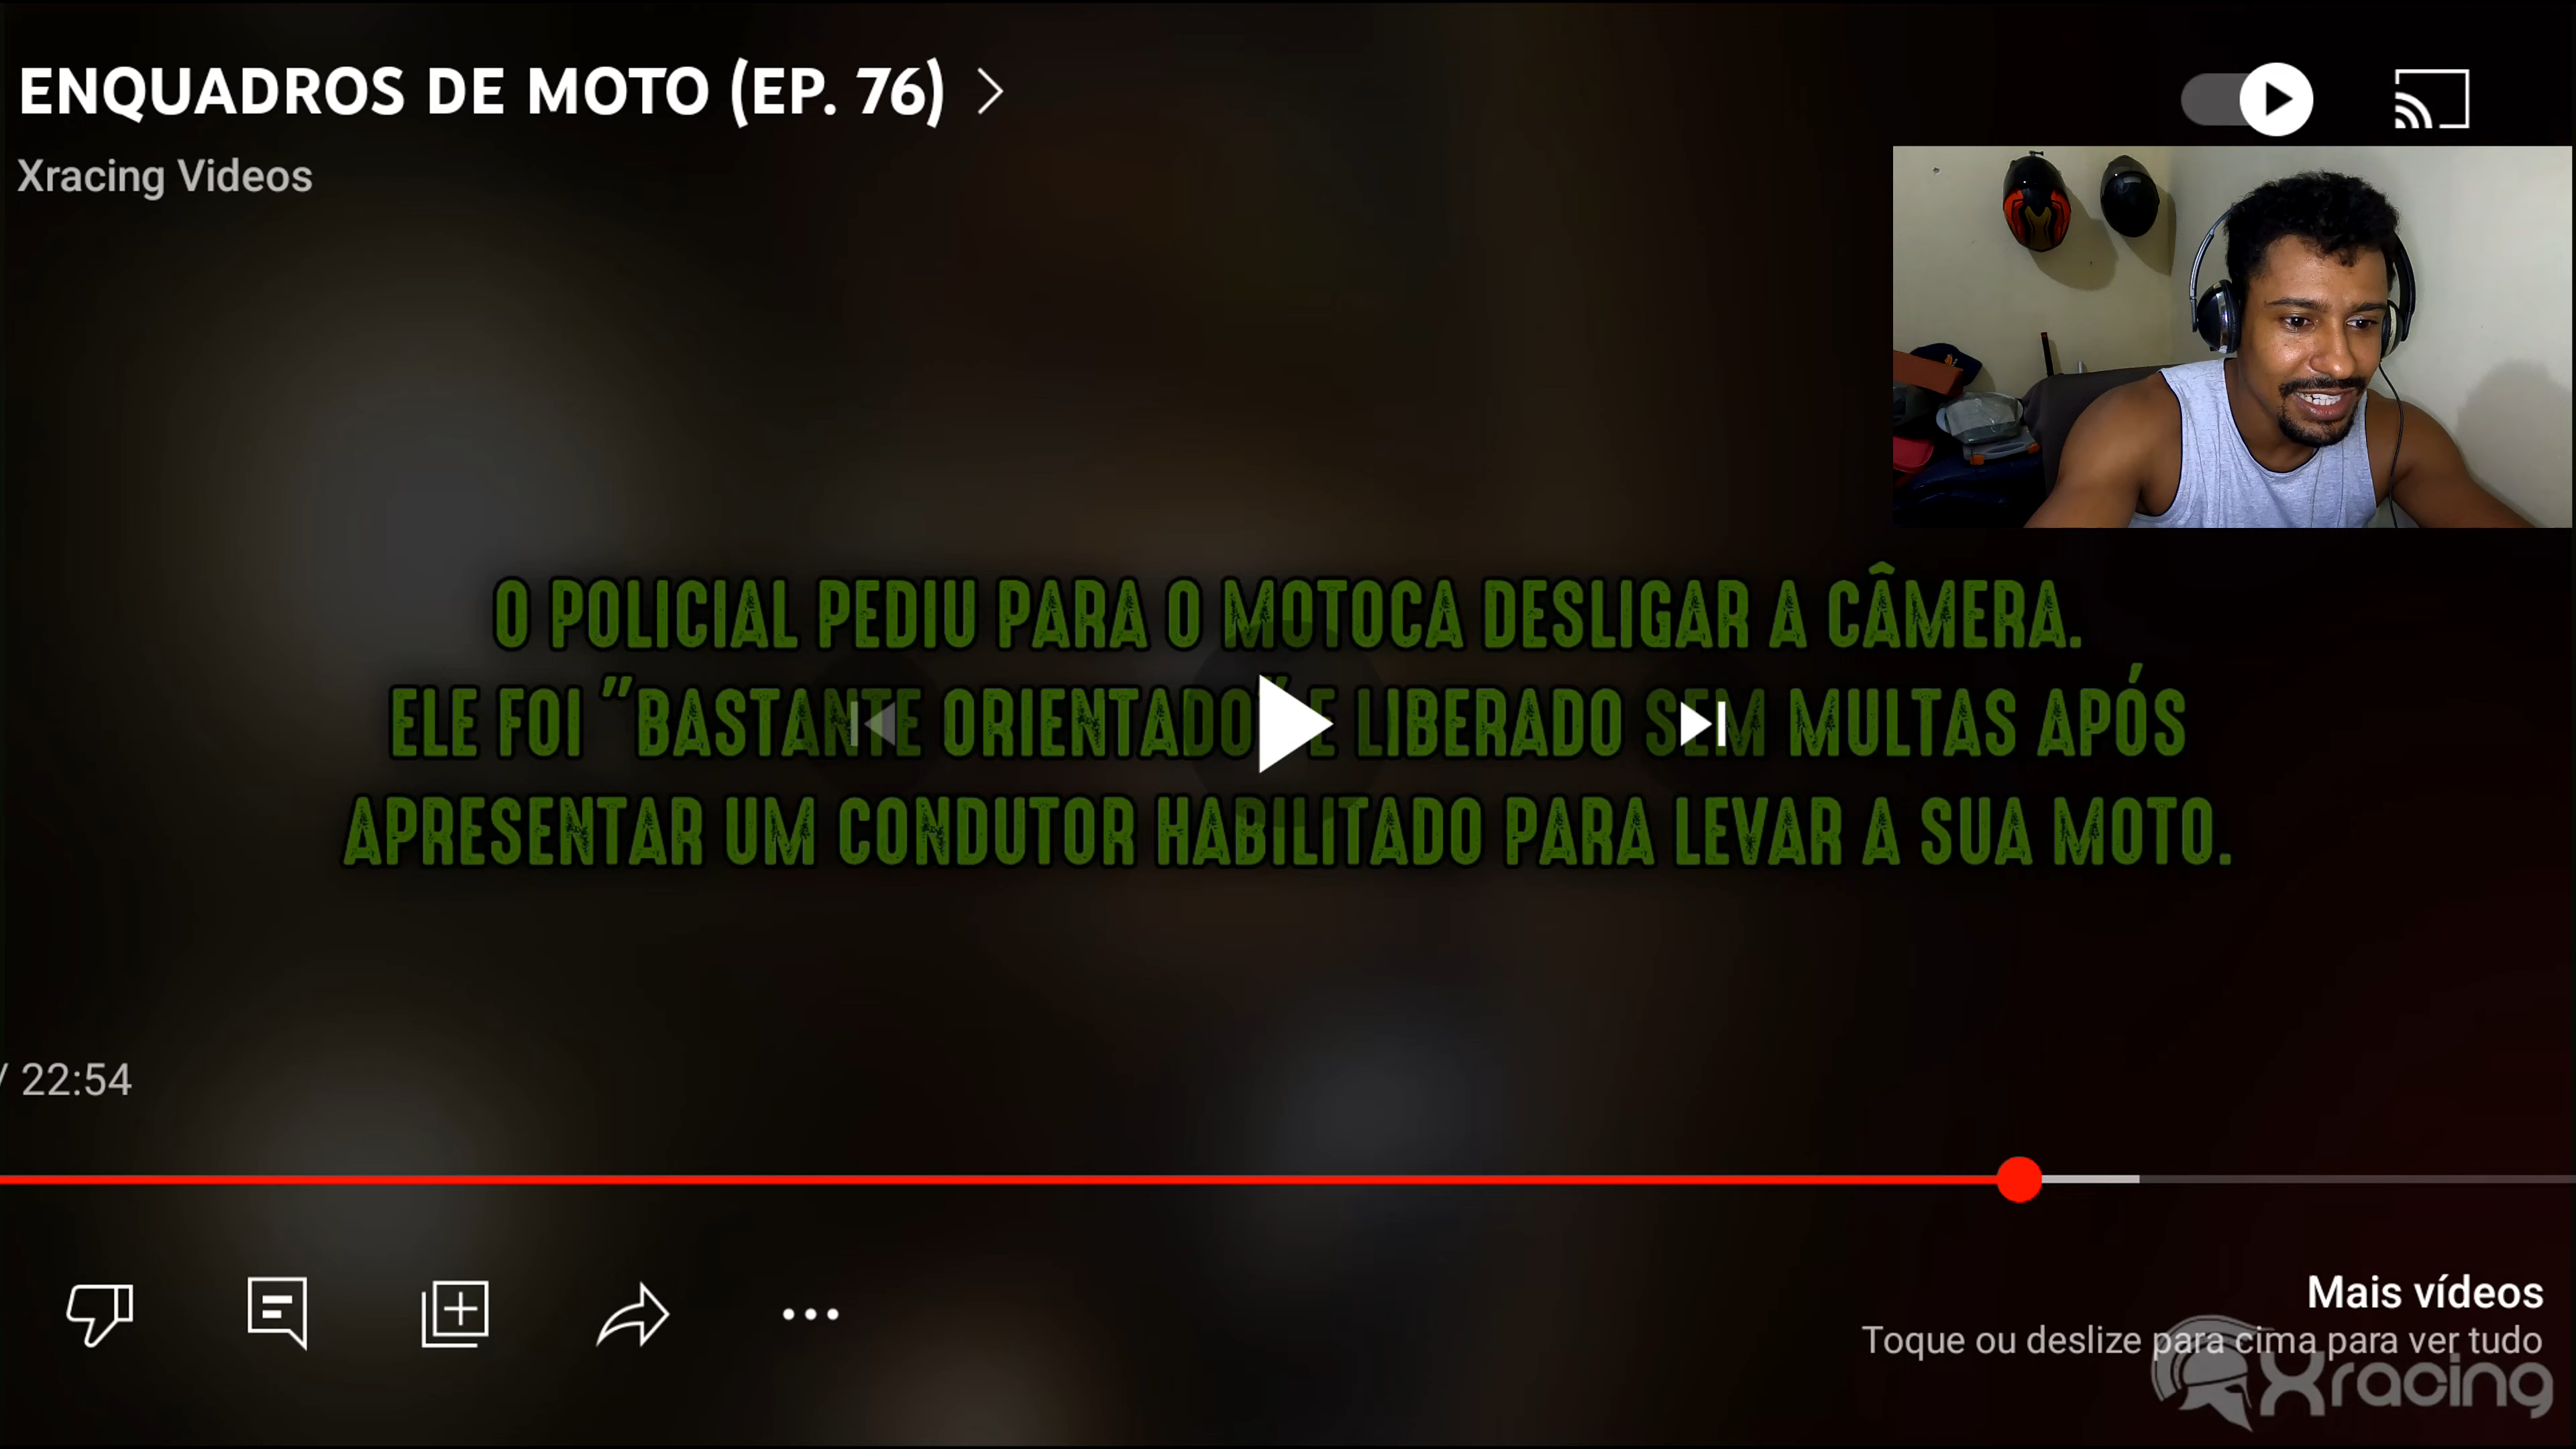 ENQUADROS DE MOTO (EP. 76)
Xracing Videos
O POLICIAL PEDIU PARA O MOTOCA DESLIGAR A CÂMERA.
ELE FOI "BASTANTE ORIENTADO" E LIBERADO SEM MULTAS APÓS
APRESENTAR UM CONDUTOR HABILITADO PARA LEVAR A SUA MOTO.
/ 22:54
Mais vídeos
Toque ou deslize para cima para ver tudo
Xracing